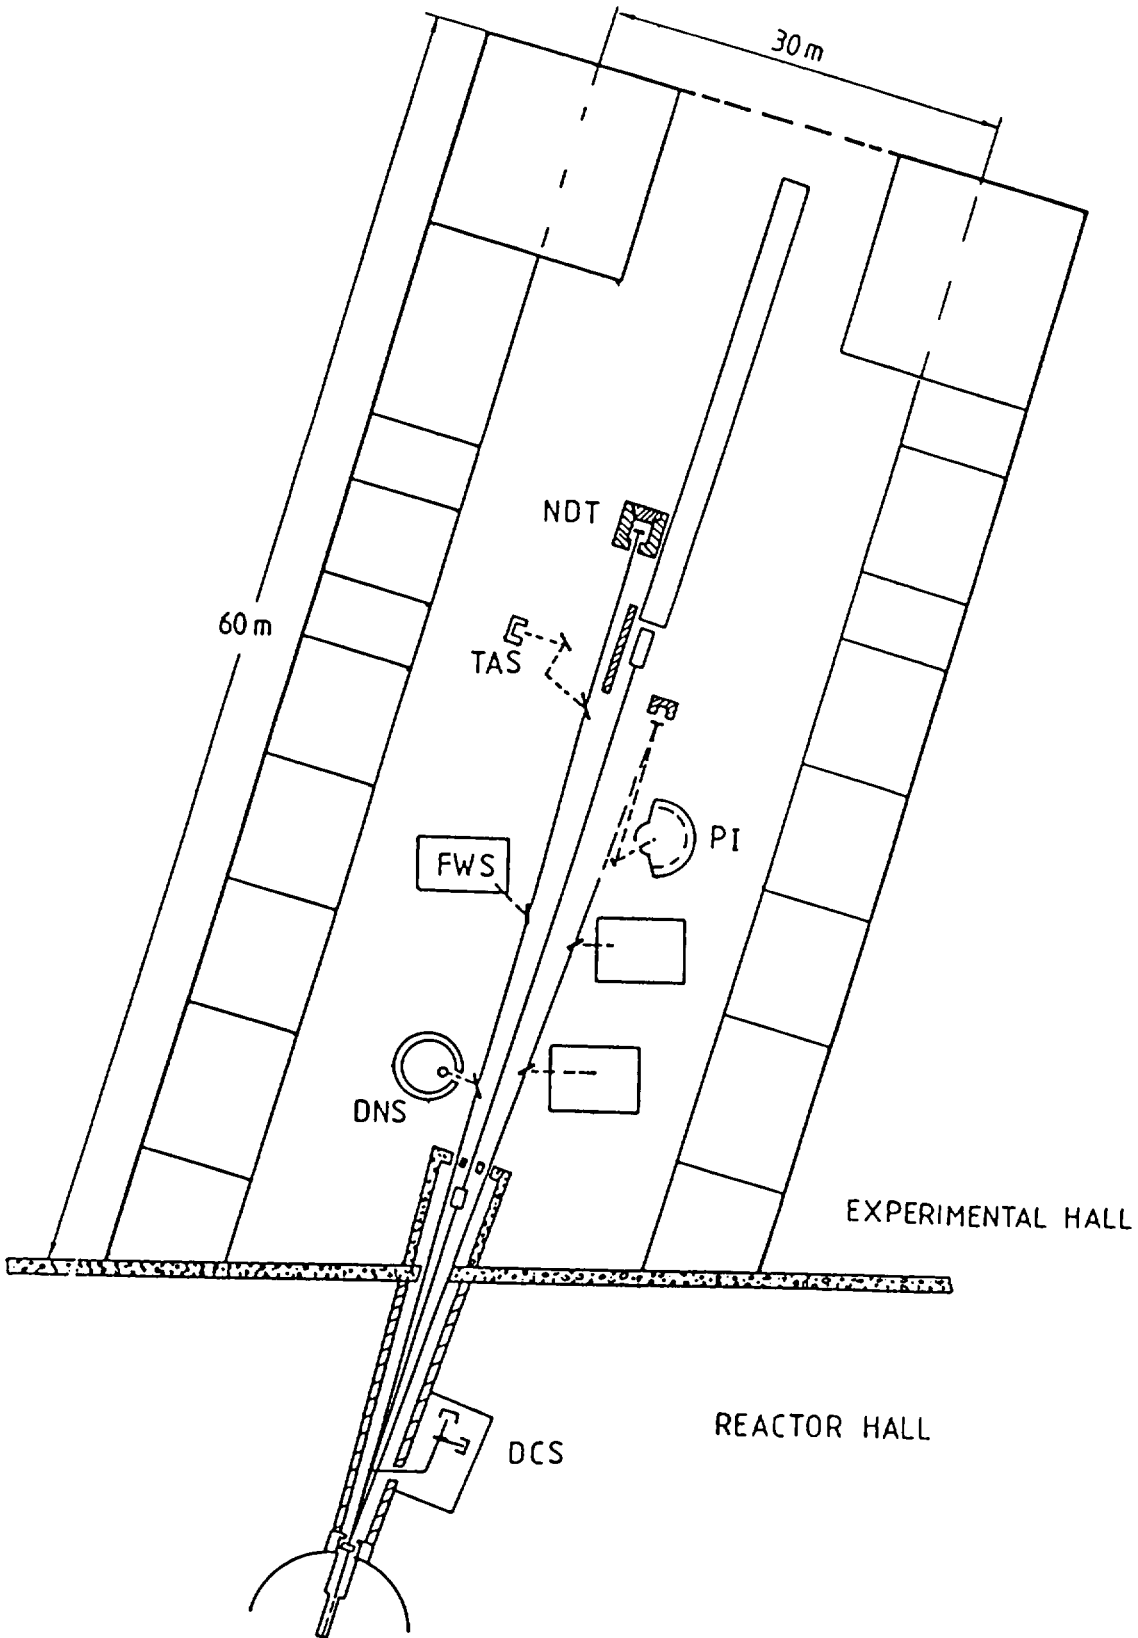 30 m
NDT
60 m
TAS
PI
FWS
DNS
EXPERIMENTAL HALL
REACTOR HALL
DCS